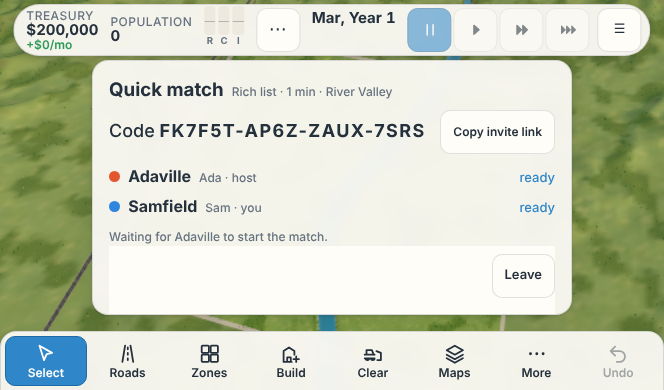 TREASURY
$200,000
+$0/mo
POPULATION
0
R C I
...
Mar, Year 1
Quick match Rich list · 1 min · River Valley
Code FK7F5T-AP6Z-ZAUX-7SRS
Copy invite link
Adaville Ada · host ready
Samfield Sam · you ready
Waiting for Adaville to start the match.
Leave
Select Roads Zones Build Clear Maps More Undo